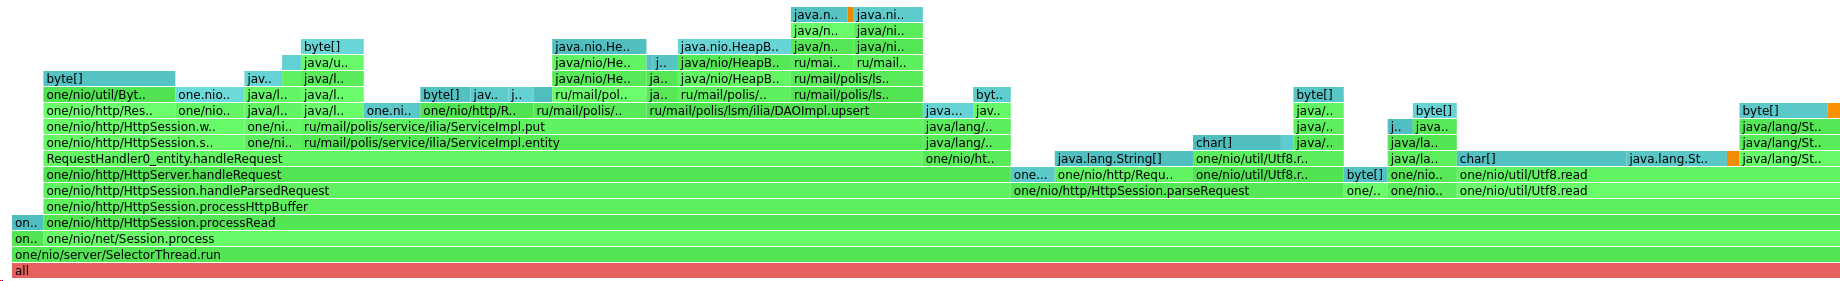 java.n.. java.ni..
java/n.. java/ni..
byte[] java.nio.He.. java.nio.HeapB.. java/n.. java/ni..
java/u.. java/nio/He.. j.. java/nio/HeapB.. ru/mai.. ru/mail..
byte[] jav.. java/l.. java/nio/He.. ja.. java/nio/HeapB.. ru/mail/polis/ls..
one/nio/util/Byt.. one.nio.. java/l.. java/l.. byte[] jav.. j.. ru/mail/pol.. ja.. ru/mail/polis/.. ru/mail/polis/ls.. byt.. byte[]
one/nio/http/Res.. one/nio.. java/l.. java/l.. one.ni.. one/nio/http/R.. ru/mail/polis/.. ru/mail/polis/lsm/ilia/DAOImpl.upsert java... jav.. java/.. byte[] byte[]
one/nio/http/HttpSession.w.. one/ni.. ru/mail/polis/service/ilia/ServiceImpl.put java/lang/.. java/.. j.. java.. java/lang/St..
one/nio/http/HttpSession.s.. one/ni.. ru/mail/polis/service/ilia/ServiceImpl.entity java/lang/.. char[] java/.. java/la.. java/lang/St..
RequestHandler0_entity.handleRequest one/nio/ht.. java.lang.String[] one/nio/util/Utf8.r.. java/la.. char[] java.lang.St.. java/lang/St..
one/nio/http/HttpServer.handleRequest one... one/nio/http/Requ.. one/nio/util/Utf8.r.. byte[] one/nio.. one/nio/util/Utf8.read
one/nio/http/HttpSession.handleParsedRequest one/nio/http/HttpSession.parseRequest one/.. one/nio.. one/nio/util/Utf8.read
one/nio/http/HttpSession.processHttpBuffer
on.. one/nio/http/HttpSession.processRead
on.. one/nio/net/Session.process
one/nio/server/SelectorThread.run
all